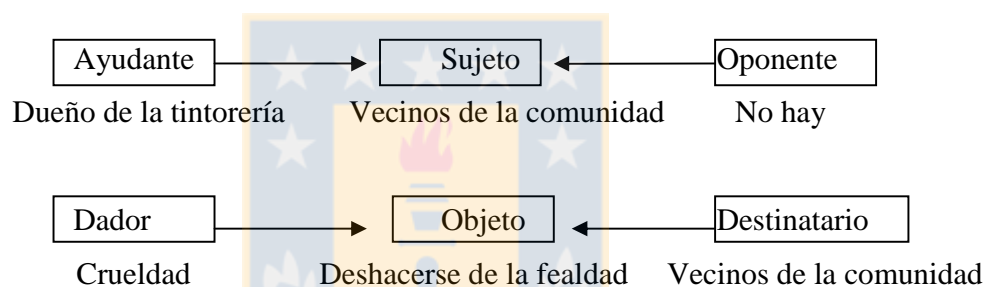 Ayudante Sujeto Oponente
Dueño de la tintorería Vecinos de la comunidad No hay
Dador Objeto Destinatario
Crueldad Deshacerse de la fealdad Vecinos de la comunidad